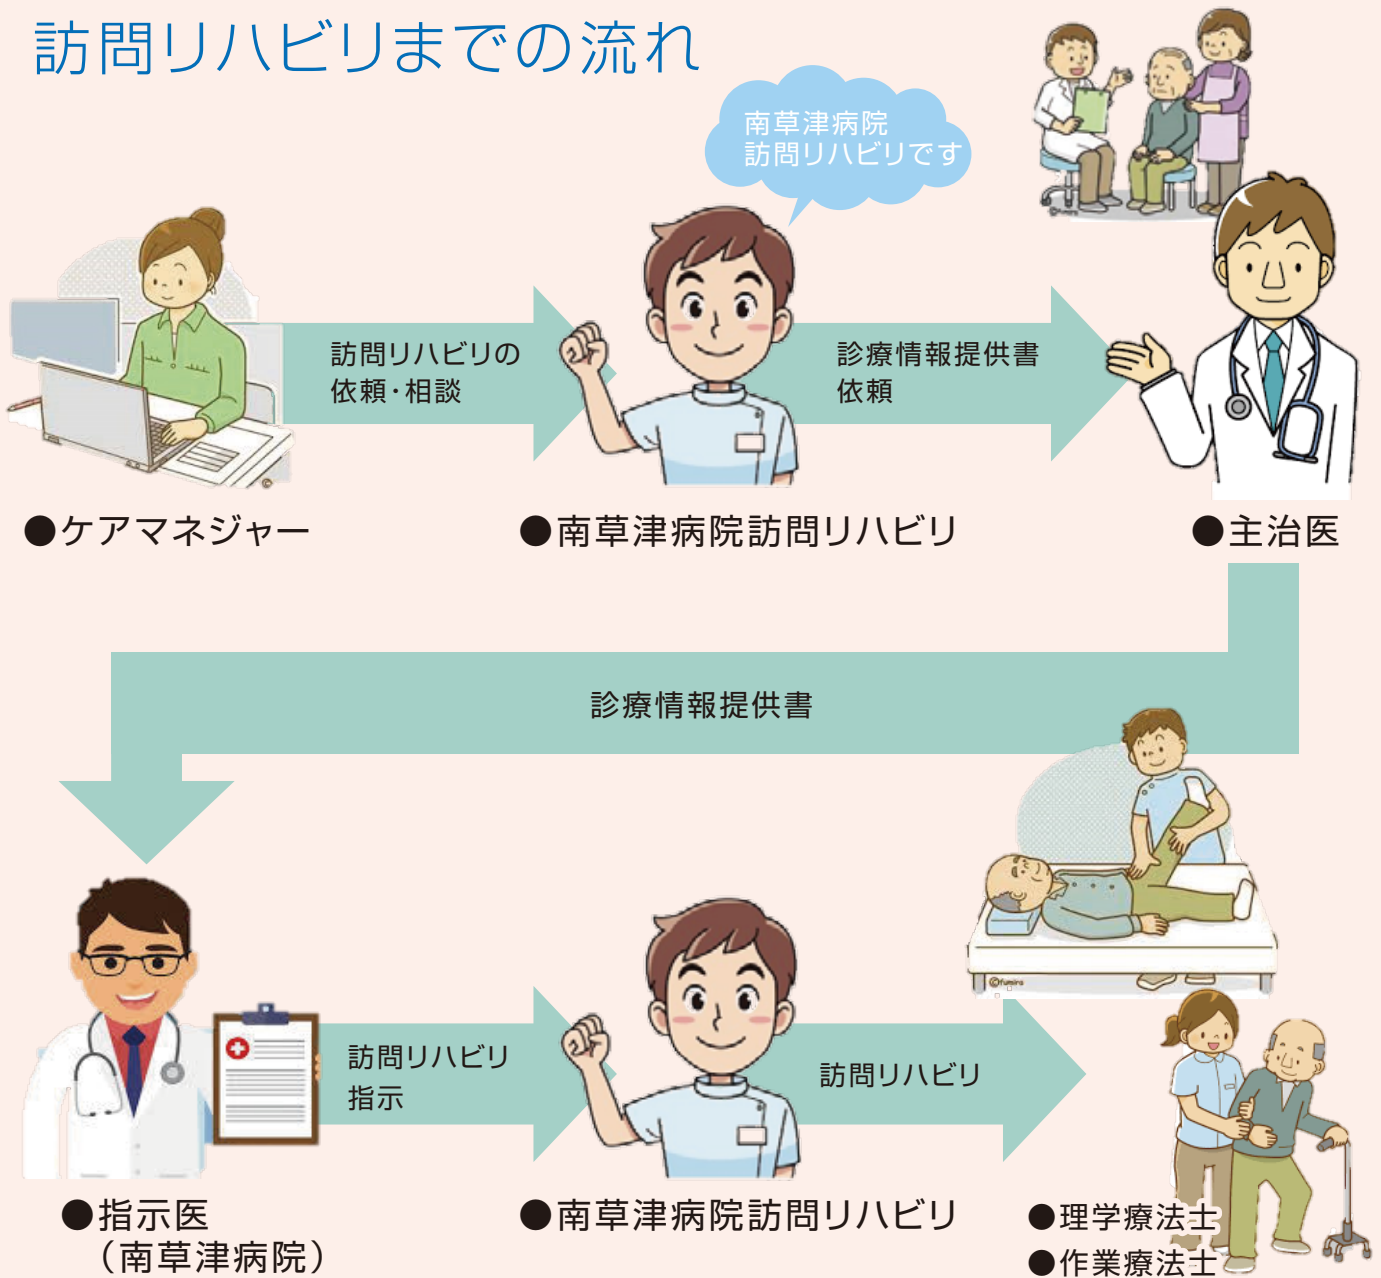 訪問リハビリまでの流れ
南草津病院
訪問リハビリです
©fumira
訪問リハビリの
依頼・相談
診療情報提供書
依頼
©
●ケアマネジャー
●南草津病院訪問リハビリ
●主治医
診療情報提供書
©fumira
訪問リハビリ
指示
訪問リハビリ
●指示医
（南草津病院）
●南草津病院訪問リハビリ
●理学療法士
●作業療法士